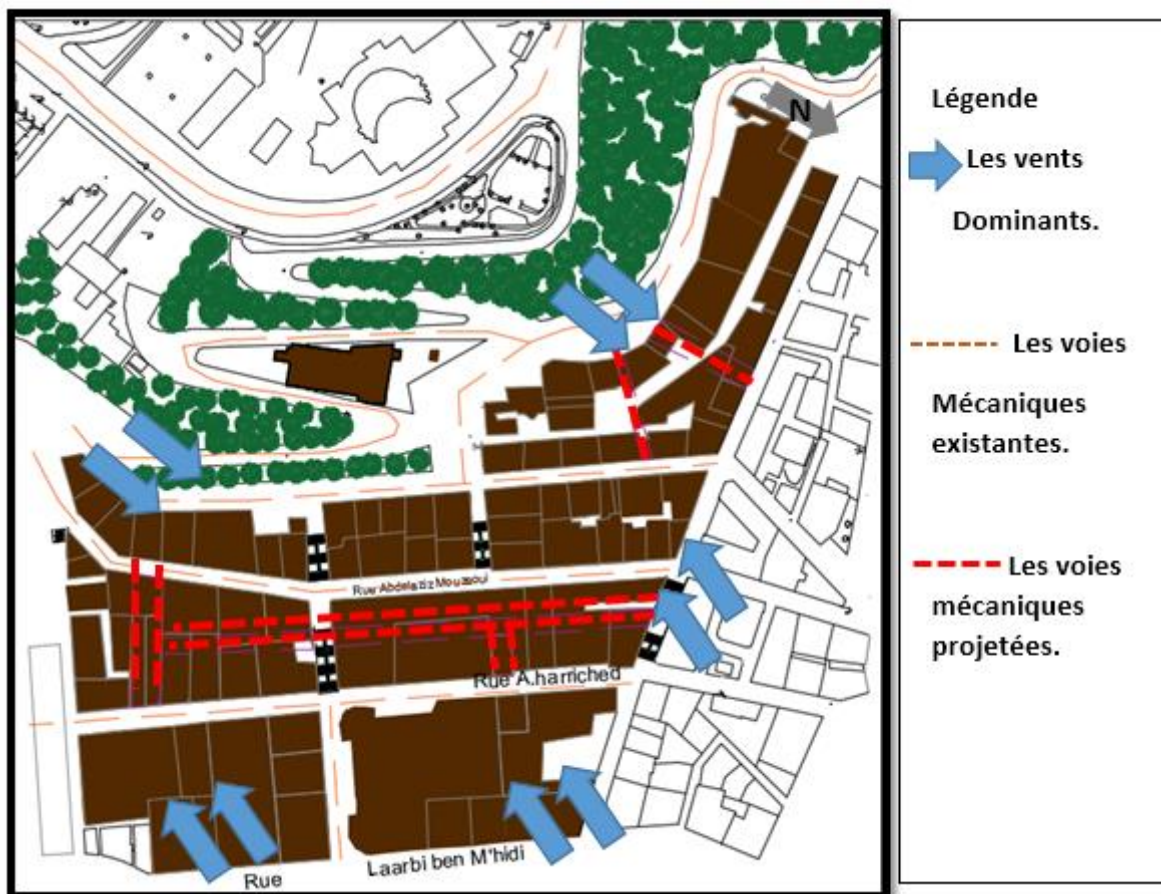 N
Rue Abdelaziz Mouzaoui
Rue A.harriched
Laarbi ben M'hidi
Rue
Légende
Les vents
Dominants.
Les voies
Mécaniques
existantes.
Les voies
mécaniques
projetées.